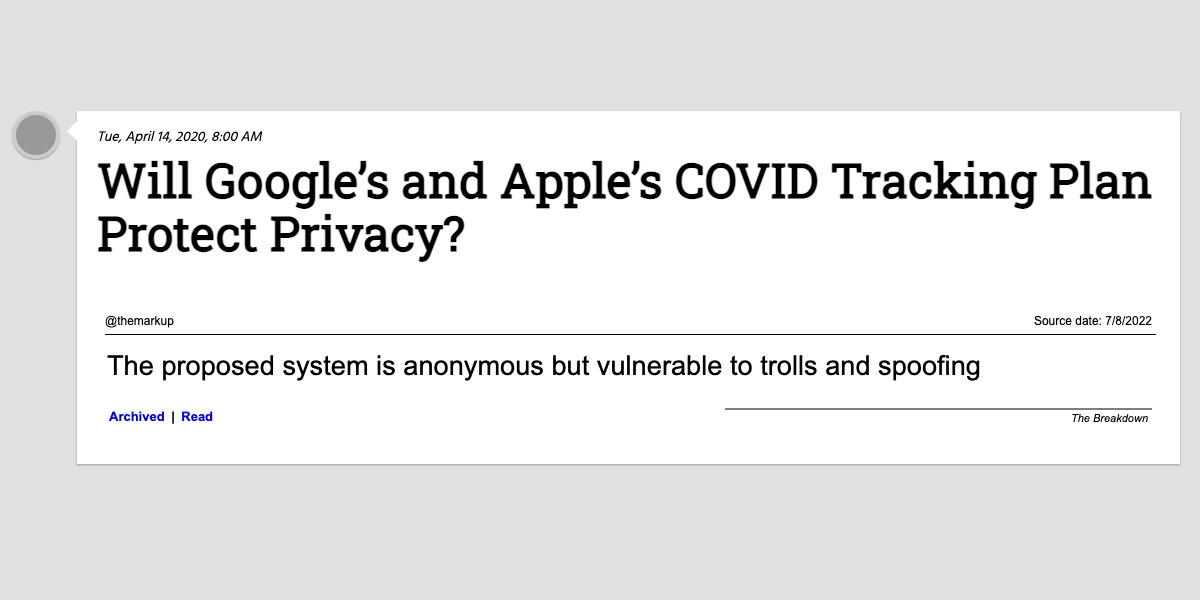 Tue, April 14, 2020, 8:00 AM
Will Google’s and Apple’s COVID Tracking Plan
Protect Privacy?
@themarkup
Source date: 7/8/2022
The proposed system is anonymous but vulnerable to trolls and spoofing
Archived | Read
The Breakdown